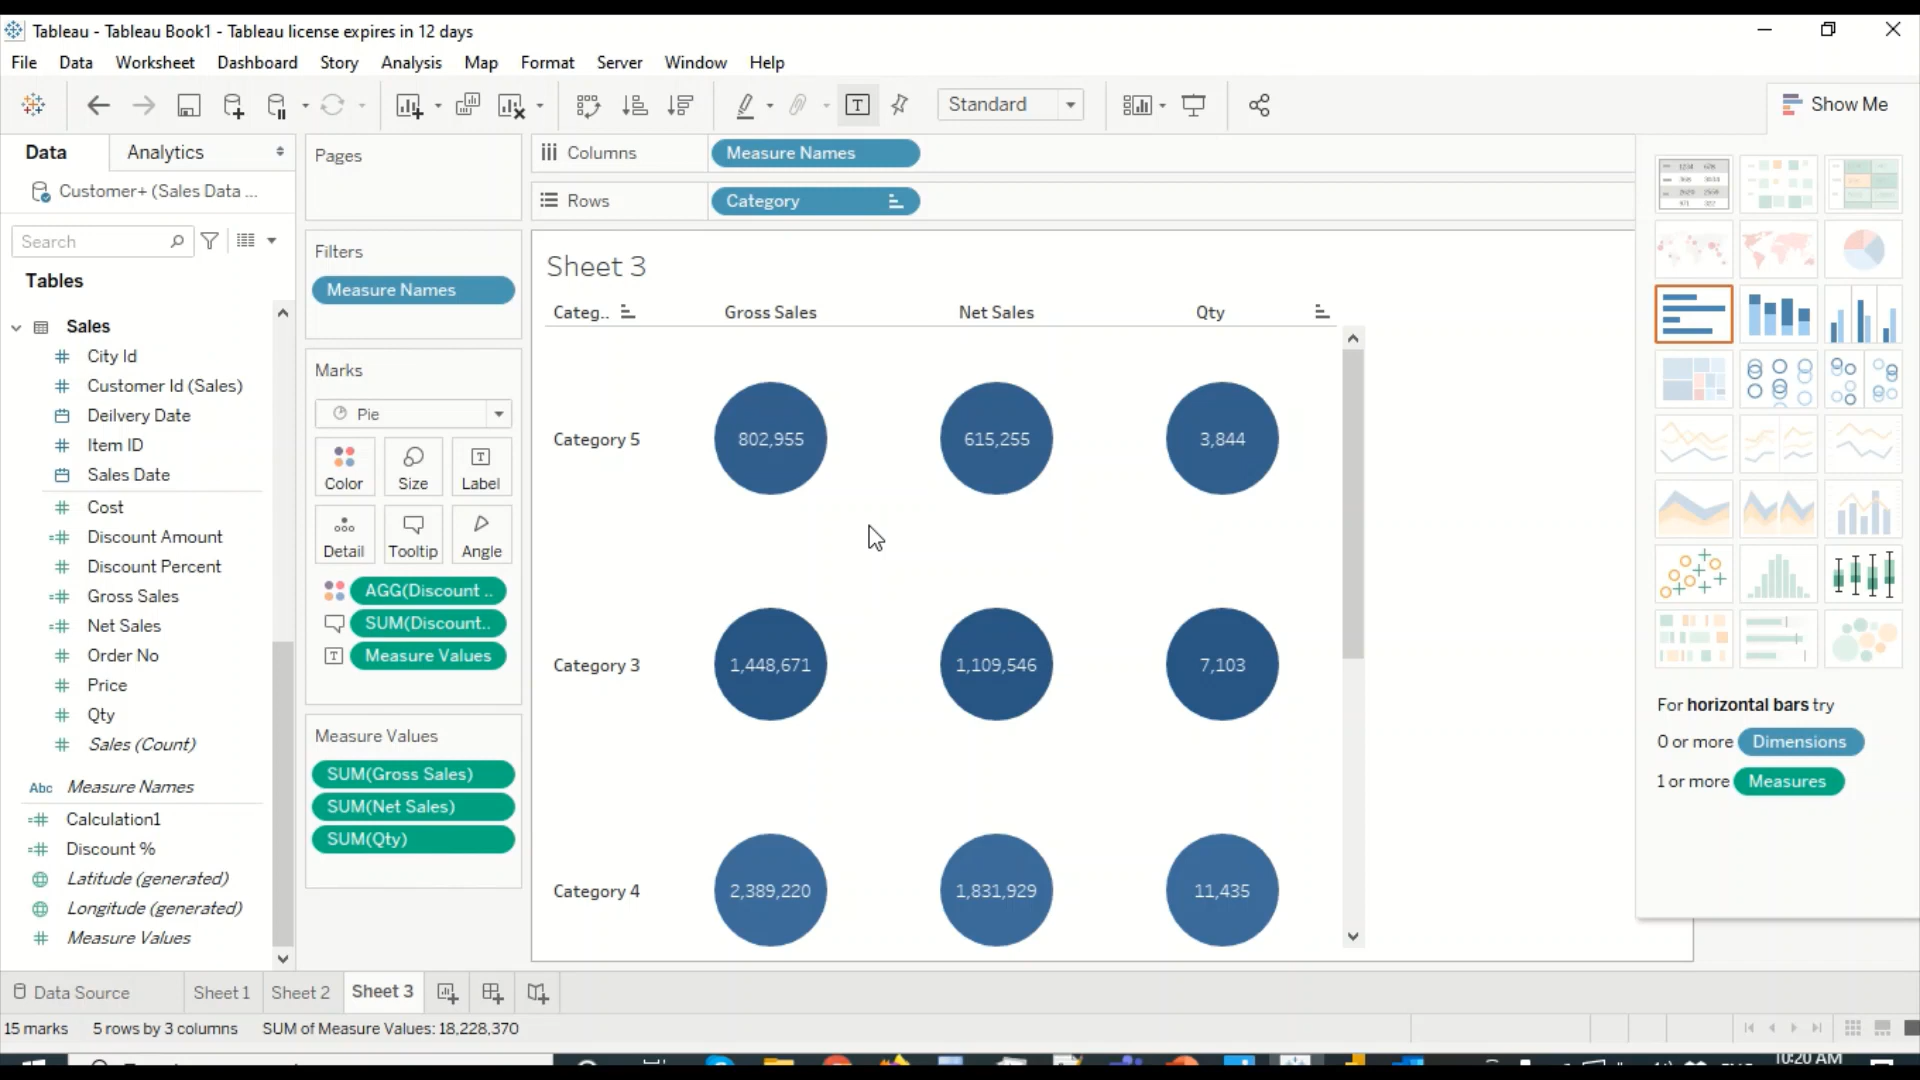 Tableau - Tableau Book1 - Tableau license expires in 12 days
File Data Worksheet Dashboard Story Analysis Map Format Server Window Help
Standard
Show Me
Data
Analytics
Customer+ (Sales Data ...
Search
Tables
Sales
City Id
Customer Id (Sales)
Deilvery Date
Item ID
Sales Date
Cost
Discount Amount
Discount Percent
Gross Sales
Net Sales
Order No
Price
Qty
Sales (Count)
Abc Measure Names
Calculation1
Discount %
Latitude (generated)
Longitude (generated)
Measure Values
Pages
Filters
Measure Names
Marks
Pie
Color Size Label
Detail Tooltip Angle
AGG(Discount ..
SUM(Discount..
Measure Values
Measure Values
SUM(Gross Sales)
SUM(Net Sales)
SUM(Qty)
Columns Measure Names
Rows Category
Sheet 3
Categ.. Gross Sales Net Sales Qty
Category 5 802,955 615,255 3,844
Category 3 1,448,671 1,109,546 7,103
Category 4 2,389,220 1,831,929 11,435
For horizontal bars try
0 or more Dimensions
1 or more Measures
Data Source Sheet 1 Sheet 2 Sheet 3
15 marks 5 rows by 3 columns SUM of Measure Values: 18,228,370
10:20 AM